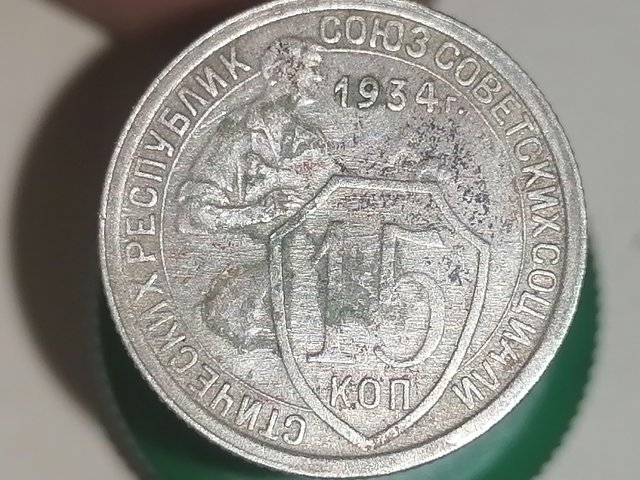 СОЮЗ СОВЕТСКИХ СОЦИАЛИСТИЧЕСКИХ РЕСПУБЛИК
1934г.
15
КОП